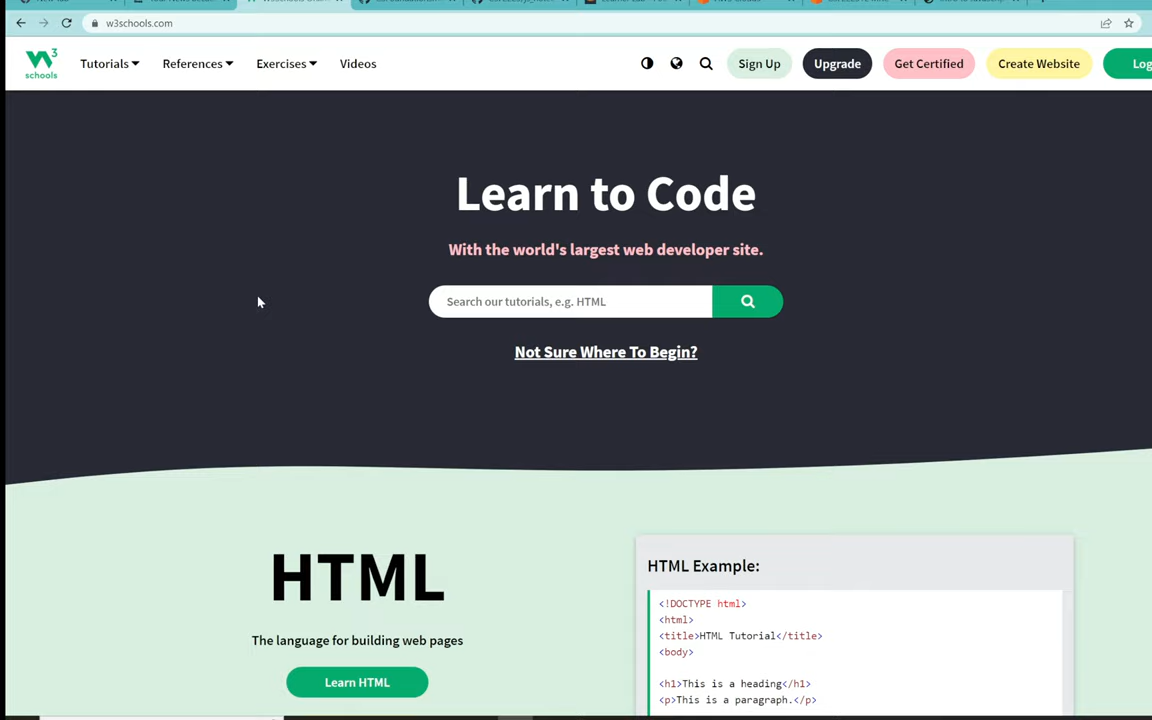 w3schools.com
W3
schools
Tutorials
References
Exercises
Videos
Sign Up
Upgrade
Get Certified
Create Website
Log
Learn to Code
With the world's largest web developer site.
Search our tutorials, e.g. HTML
Not Sure Where To Begin?
HTML
The language for building web pages
Learn HTML
HTML Example:
<!DOCTYPE html>
<html>
<title>HTML Tutorial</title>
<body>
<h1>This is a heading</h1>
<p>This is a paragraph.</p>